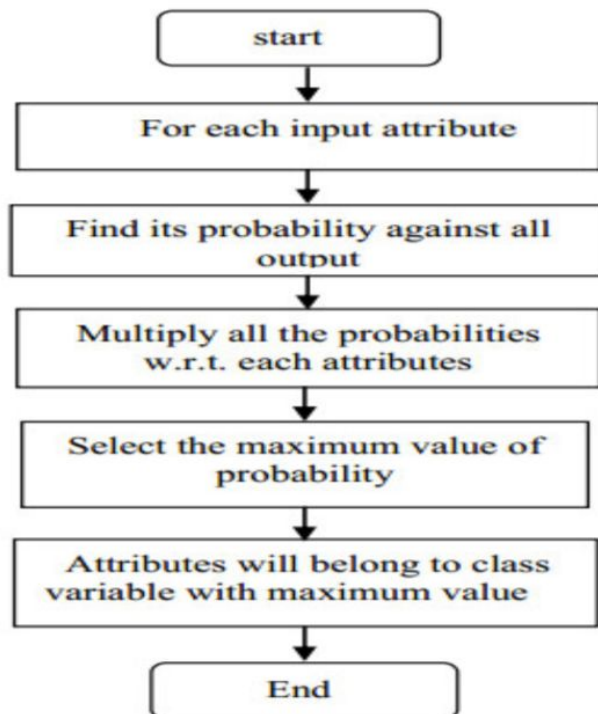 start
For each input attribute
Find its probability against all
output
Multiply all the probabilities
w.r.t. each attributes
Select the maximum value of
probability
Attributes will belong to class
variable with maximum value
End